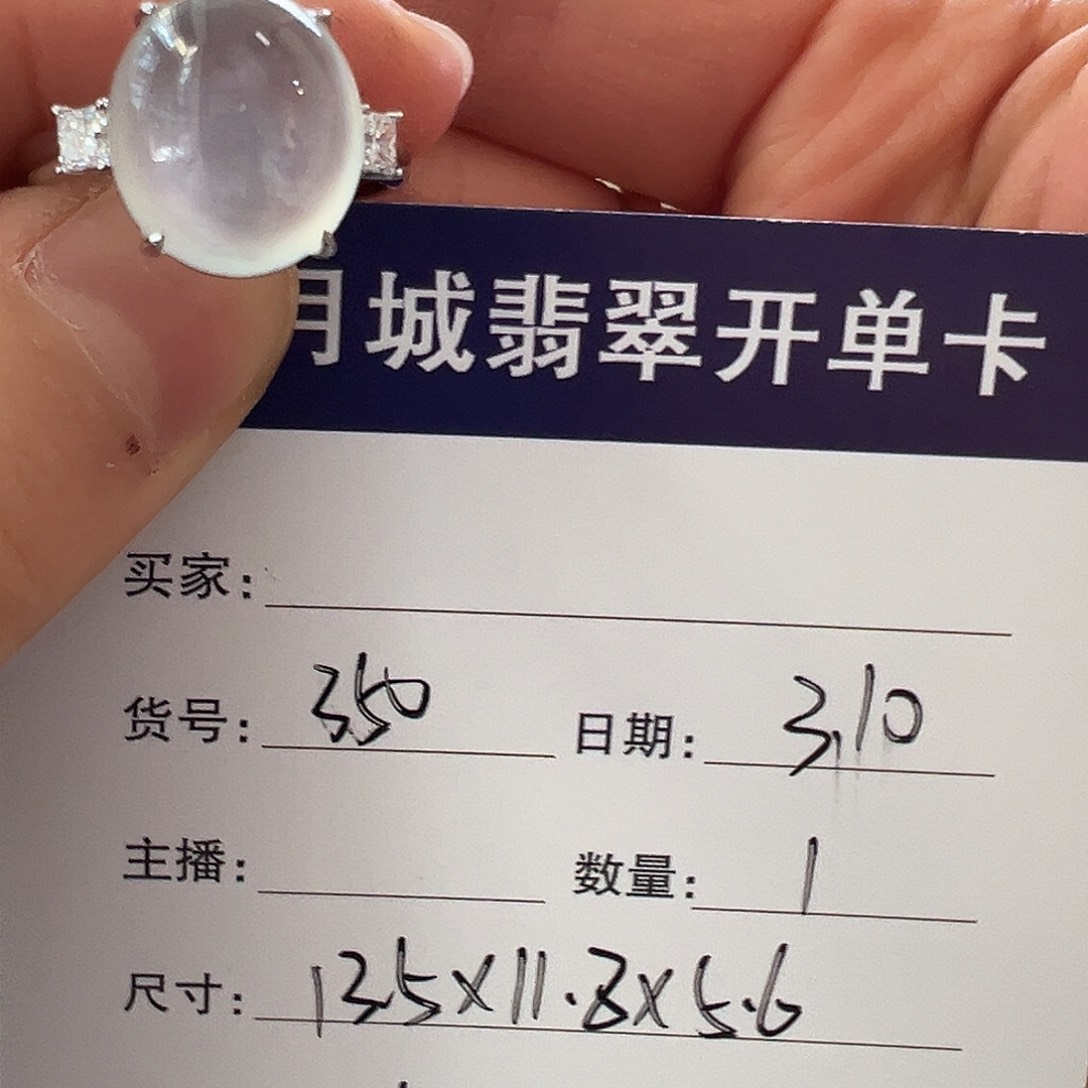 月城翡翠开单卡
买家:
货号: 350 日期: 3.10
主播: 数量: 1
尺寸: 13.5x11.8x5.6